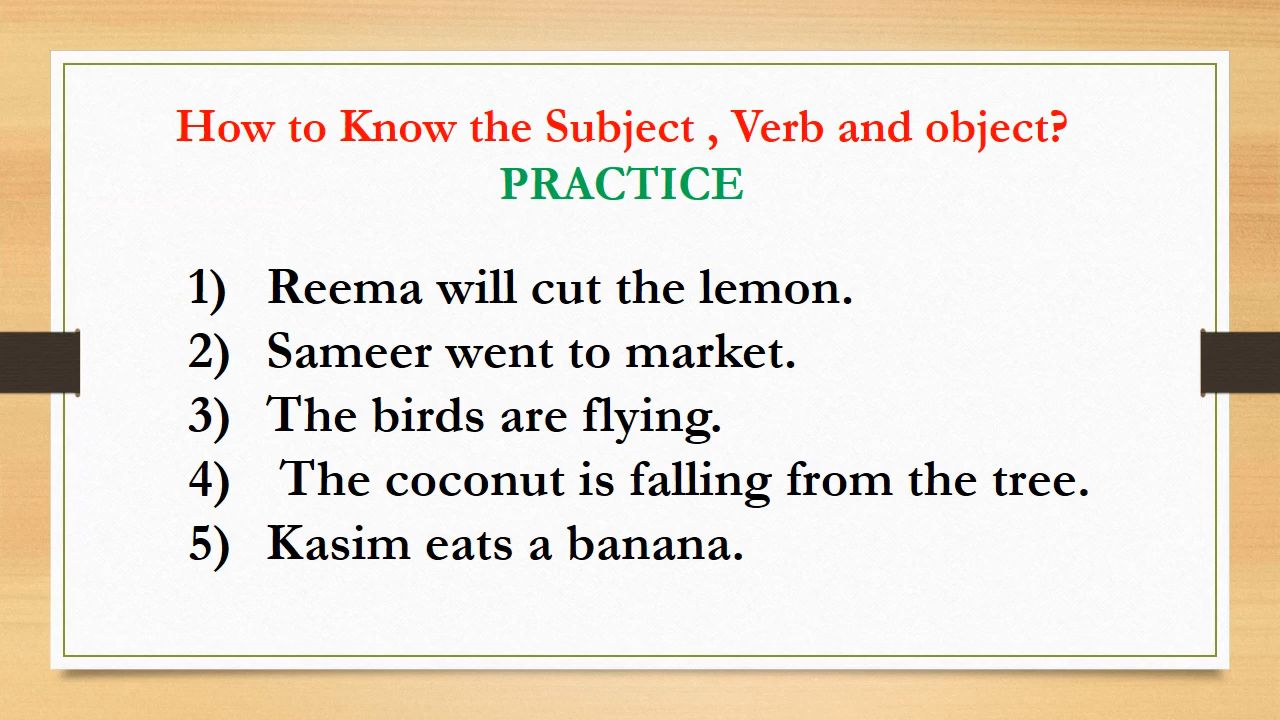 How to Know the Subject , Verb and object?
PRACTICE
1) Reema will cut the lemon.
2) Sameer went to market.
3) The birds are flying.
4) The coconut is falling from the tree.
5) Kasim eats a banana.